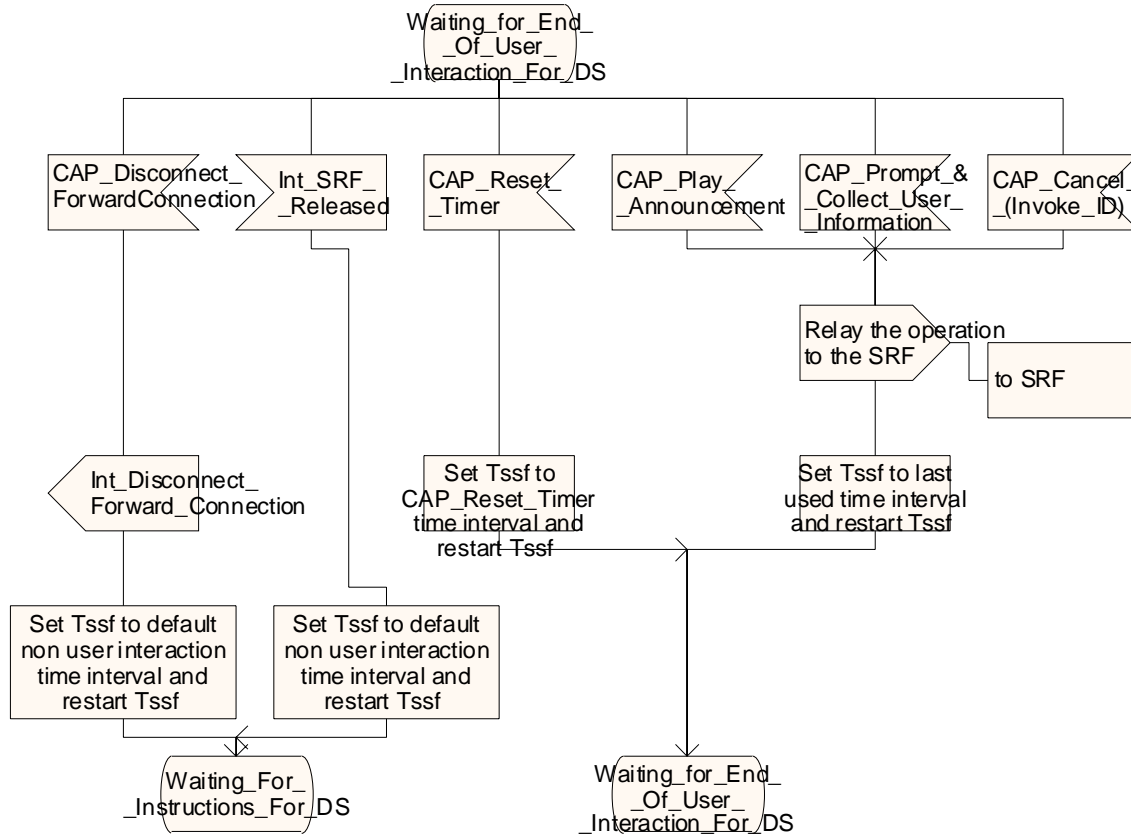 Waiting_for_End_
_Of_User_
_Interaction_For_DS
CAP_Disconnect_
ForwardConnection
Int_SRF_
_Released
CAP_Reset_
_Timer
CAP_Play_
_Announcement
CAP_Prompt_&
_Collect_User_
_Information
CAP_Cancel_
_(Invoke_ID)
Relay the operation
to the SRF
to SRF
Int_Disconnect_
Forward_Connection
Set Tssf to
CAP_Reset_Timer
time interval and
restart Tssf
Set Tssf to last
used time interval
and restart Tssf
Set Tssf to default
non user interaction
time interval and
restart Tssf
Set Tssf to default
non user interaction
time interval and
restart Tssf
Waiting_For_
_Instructions_For_DS
Waiting_for_End_
_Of_User_
_Interaction_For_DS